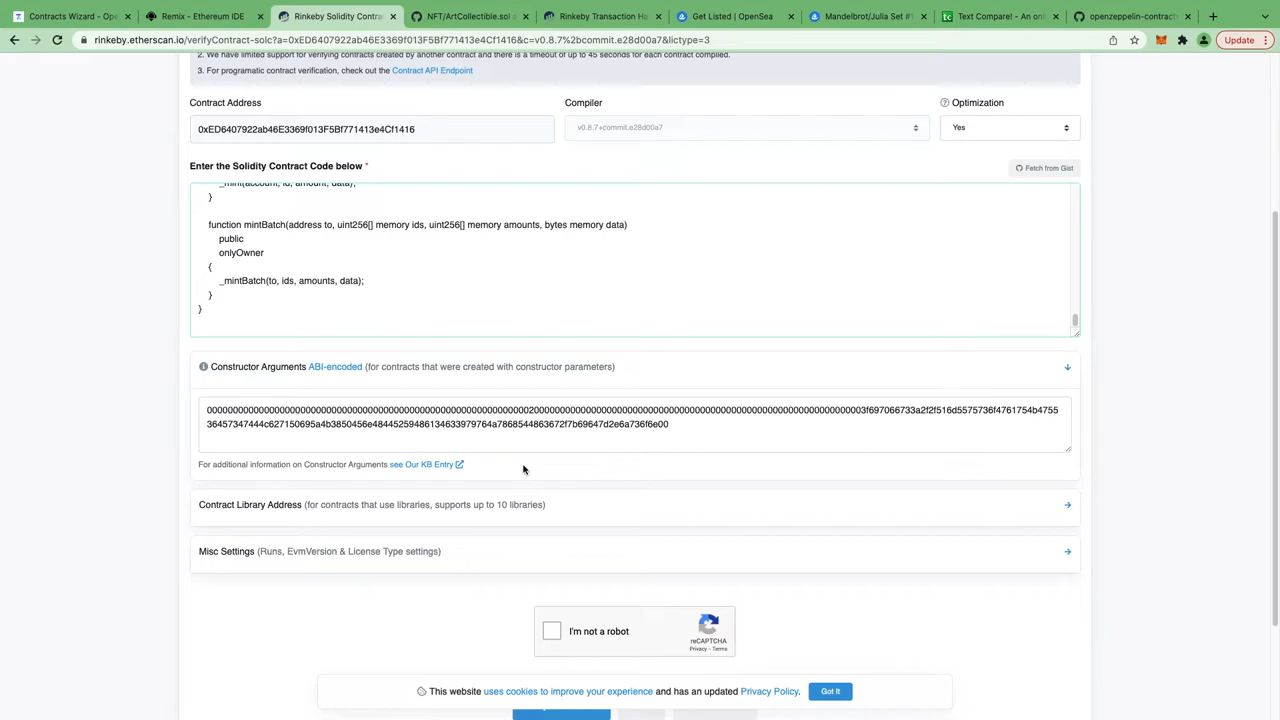 Contracts Wizard - Ope
Remix - Ethereum IDE
Rinkeby Solidity Contra
NFT/ArtCollectible.sol a
Rinkeby Transaction Ha
Get Listed | OpenSea
Mandelbrot/Julia Set #1
Text Compare! - An onl
openzeppelin-contracts
rinkeby.etherscan.io/verifyContract-solc?a=0xED6407922ab46E3369f013F5Bf771413e4Cf1416&c=v0.8.7%2bcommit.e28d00a7&lictype=3
Update
2. We have limited support for verifying contracts created by another contract and there is a timeout of up to 45 seconds for each contract compiled.
3. For programatic contract verification, check out the Contract API Endpoint
Contract Address
Compiler
Optimization
0xED6407922ab46E3369f013F5Bf771413e4Cf1416
v0.8.7+commit.e28d00a7
Yes
Enter the Solidity Contract Code below *
Fetch from Gist
_mint(account, id, amount, data);
}
function mintBatch(address to, uint256[] memory ids, uint256[] memory amounts, bytes memory data)
public
onlyOwner
{
_mintBatch(to, ids, amounts, data);
}
}
Constructor Arguments ABI-encoded (for contracts that were created with constructor parameters)
For additional information on Constructor Arguments see Our KB Entry
Contract Library Address (for contracts that use libraries, supports up to 10 libraries)
Misc Settings (Runs, EvmVersion & License Type settings)
I'm not a robot
reCAPTCHA
Privacy - Terms
This website uses cookies to improve your experience and has an updated Privacy Policy.
Got It